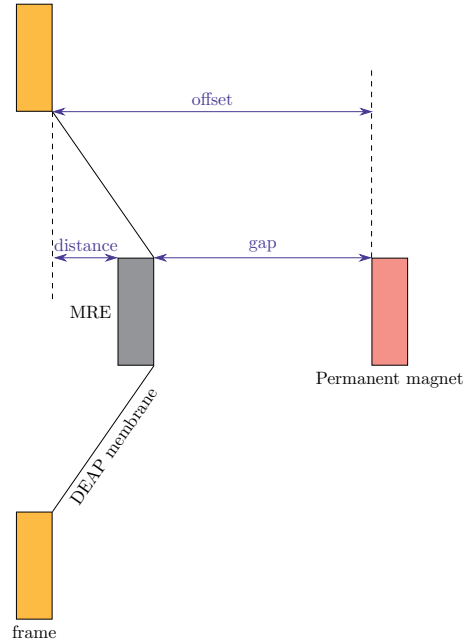 offset
distance
gap
MRE
Permanent magnet
DEAP membrane
frame